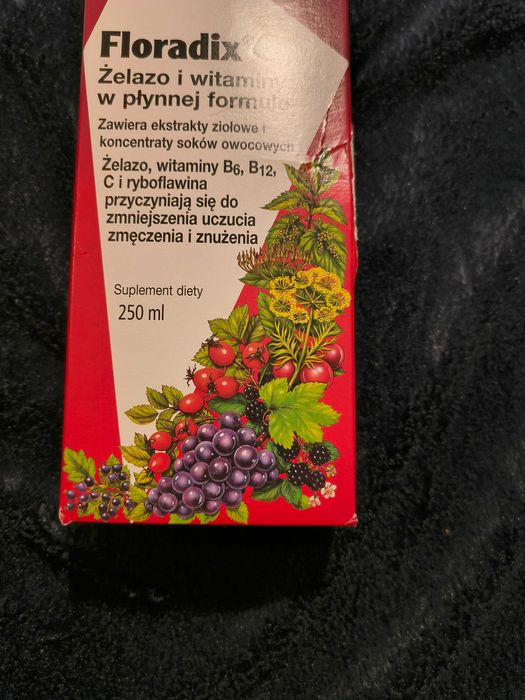 Floradix
Żelazo i witaminy
w płynnej formule
Zawiera ekstrakty ziołowe i
koncentraty soków owocowych
Żelazo, witaminy B6, B12,
C i ryboflawina
przyczyniają się do
zmniejszenia uczucia
zmęczenia i znużenia
Suplement diety
250 ml